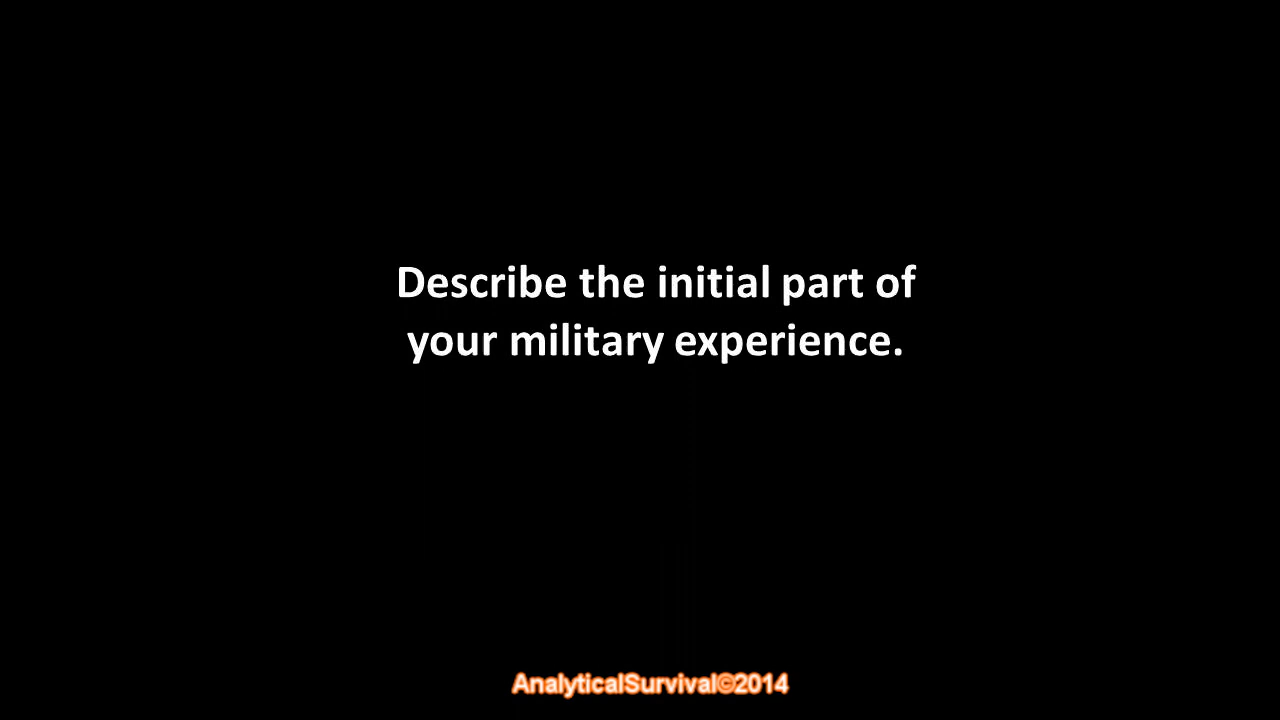 Describe the initial part of
your military experience.
AnalyticalSurvival©2014